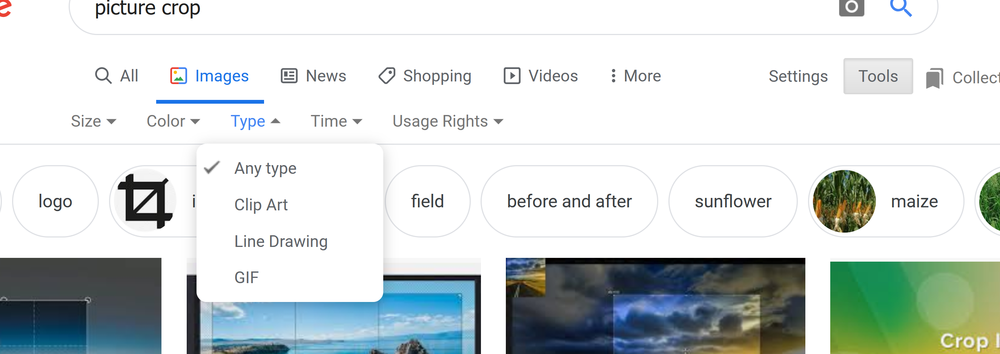 e
picture crop
All Images News Shopping Videos More Settings Tools Collect
Size Color Type Time Usage Rights
Any type
Clip Art
Line Drawing
GIF
logo i field before and after sunflower maize
Crop I